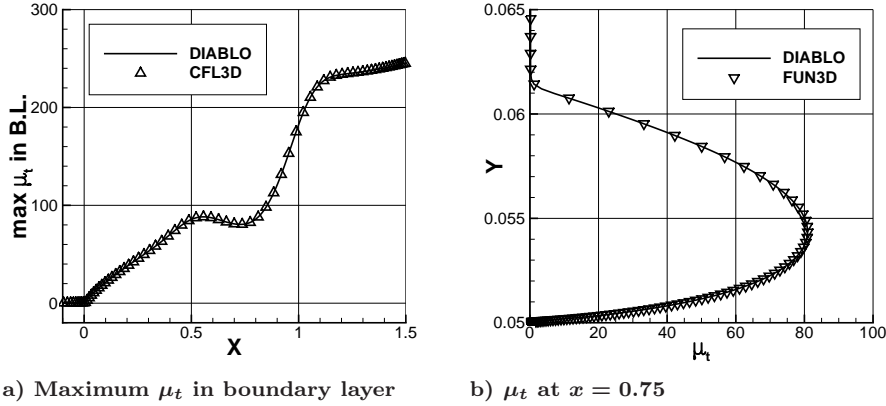 300
200
100
0
max μt in B.L.
DIABLO
CFL3D
0
0.5
1
1.5
X
0.065
0.06
0.055
0.05
Y
DIABLO
FUN3D
0
20
40
60
80
100
μt
a) Maximum μt in boundary layer
b) μt at x = 0.75